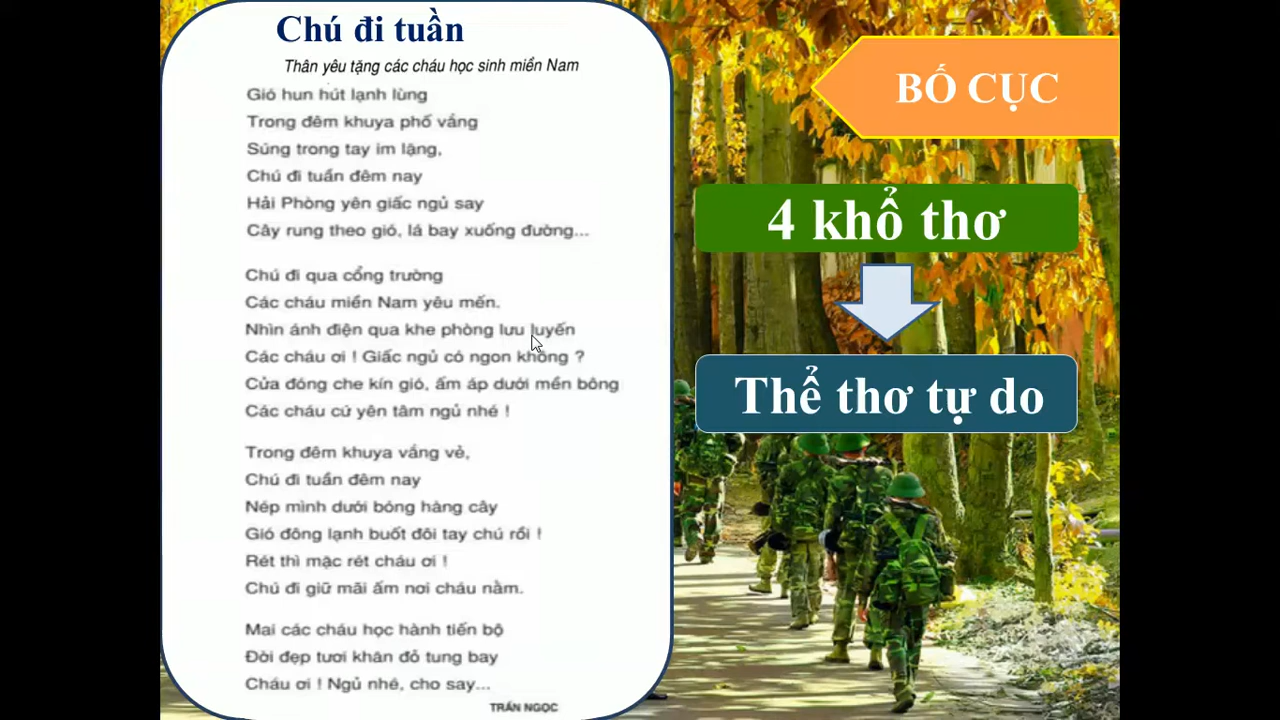 Chú đi tuần
Thân yêu tặng các cháu học sinh miền Nam
Gió hun hút lạnh lùng
Trong đêm khuya phố vắng
Súng trong tay im lặng,
Chú đi tuần đêm nay
Hải Phòng yên giấc ngủ say
Cây rung theo gió, lá bay xuống đường...
Chú đi qua cổng trường
Các cháu miền Nam yêu mến.
Nhìn ánh điện qua khe phòng lưu luyến
Các cháu ơi ! Giấc ngủ có ngon không ?
Cửa đóng che kín gió, ấm áp dưới mền bông
Các cháu cứ yên tâm ngủ nhé !
Trong đêm khuya vắng vẻ,
Chú đi tuần đêm nay
Nép mình dưới bóng hàng cây
Gió đông lạnh buốt đôi tay chú rồi !
Rét thì mặc rét cháu ơi !
Chú đi giữ mãi ấm nơi cháu nằm.
Mai các cháu học hành tiến bộ
Đời đẹp tươi khăn đỏ tung bay
Cháu ơi ! Ngủ nhé, cho say...
TRẦN NGỌC
BỐ CỤC
4 khổ thơ
Thể thơ tự do